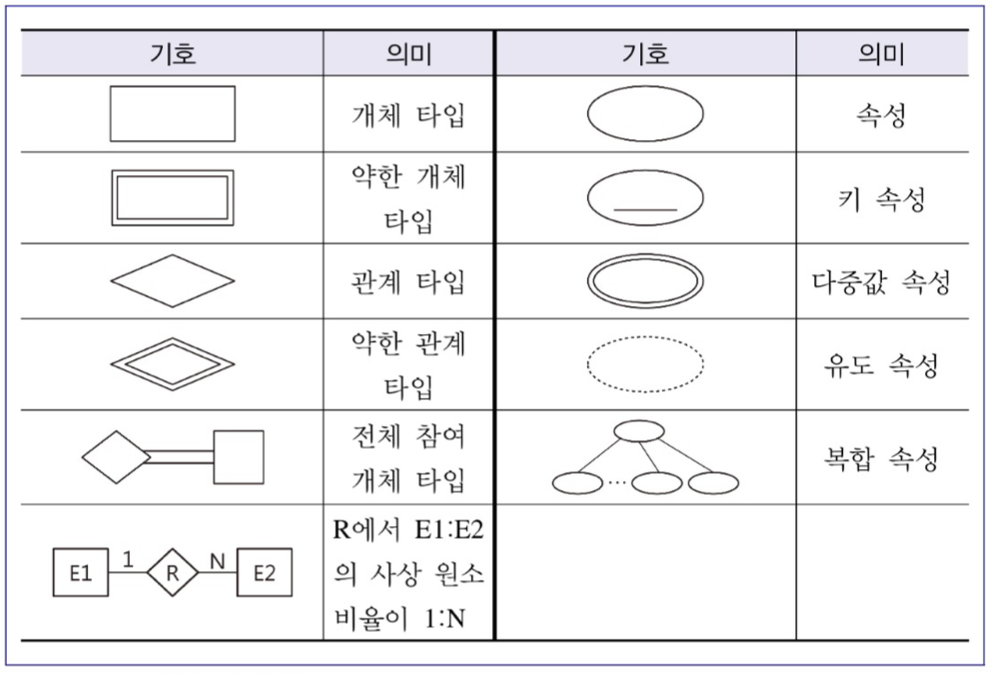 기호 의미 기호 의미
개체 타입 속성
약한 개체
타입
키 속성
관계 타입 다중값 속성
약한 관계
타입
유도 속성
전체 참여
개체 타입
… 복합 속성
E1 1 R N E2
R에서 E1:E2
의 사상 원소
비율이 1:N